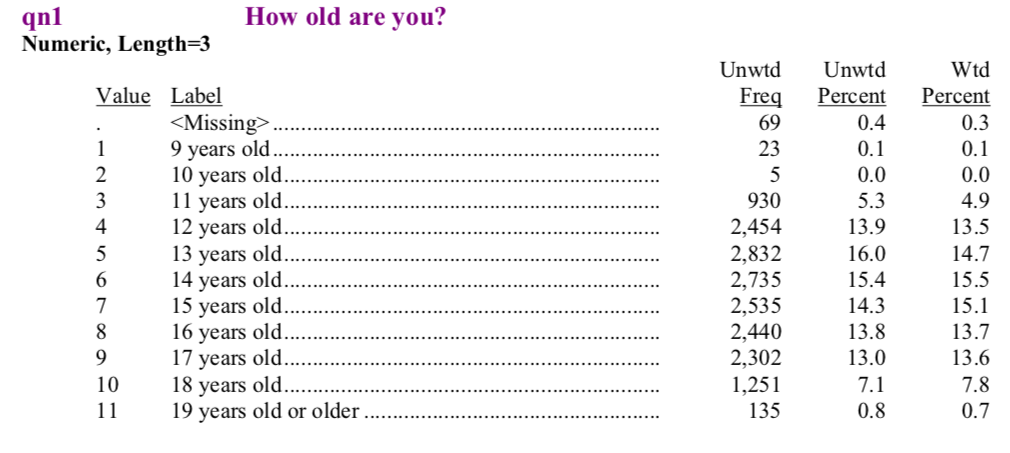 qn1 How old are you?
Numeric, Length=3
Unwtd Unwtd Wtd
Value Label Freq Percent Percent
. <Missing> ................................................................ 69 0.4 0.3
1 9 years old ................................................................ 23 0.1 0.1
2 10 years old ................................................................ 5 0.0 0.0
3 11 years old ................................................................ 930 5.3 4.9
4 12 years old ................................................................ 2,454 13.9 13.5
5 13 years old ................................................................ 2,832 16.0 14.7
6 14 years old ................................................................ 2,735 15.4 15.5
7 15 years old ................................................................ 2,535 14.3 15.1
8 16 years old ................................................................ 2,440 13.8 13.7
9 17 years old ................................................................ 2,302 13.0 13.6
10 18 years old ................................................................ 1,251 7.1 7.8
11 19 years old or older ................................................................ 135 0.8 0.7